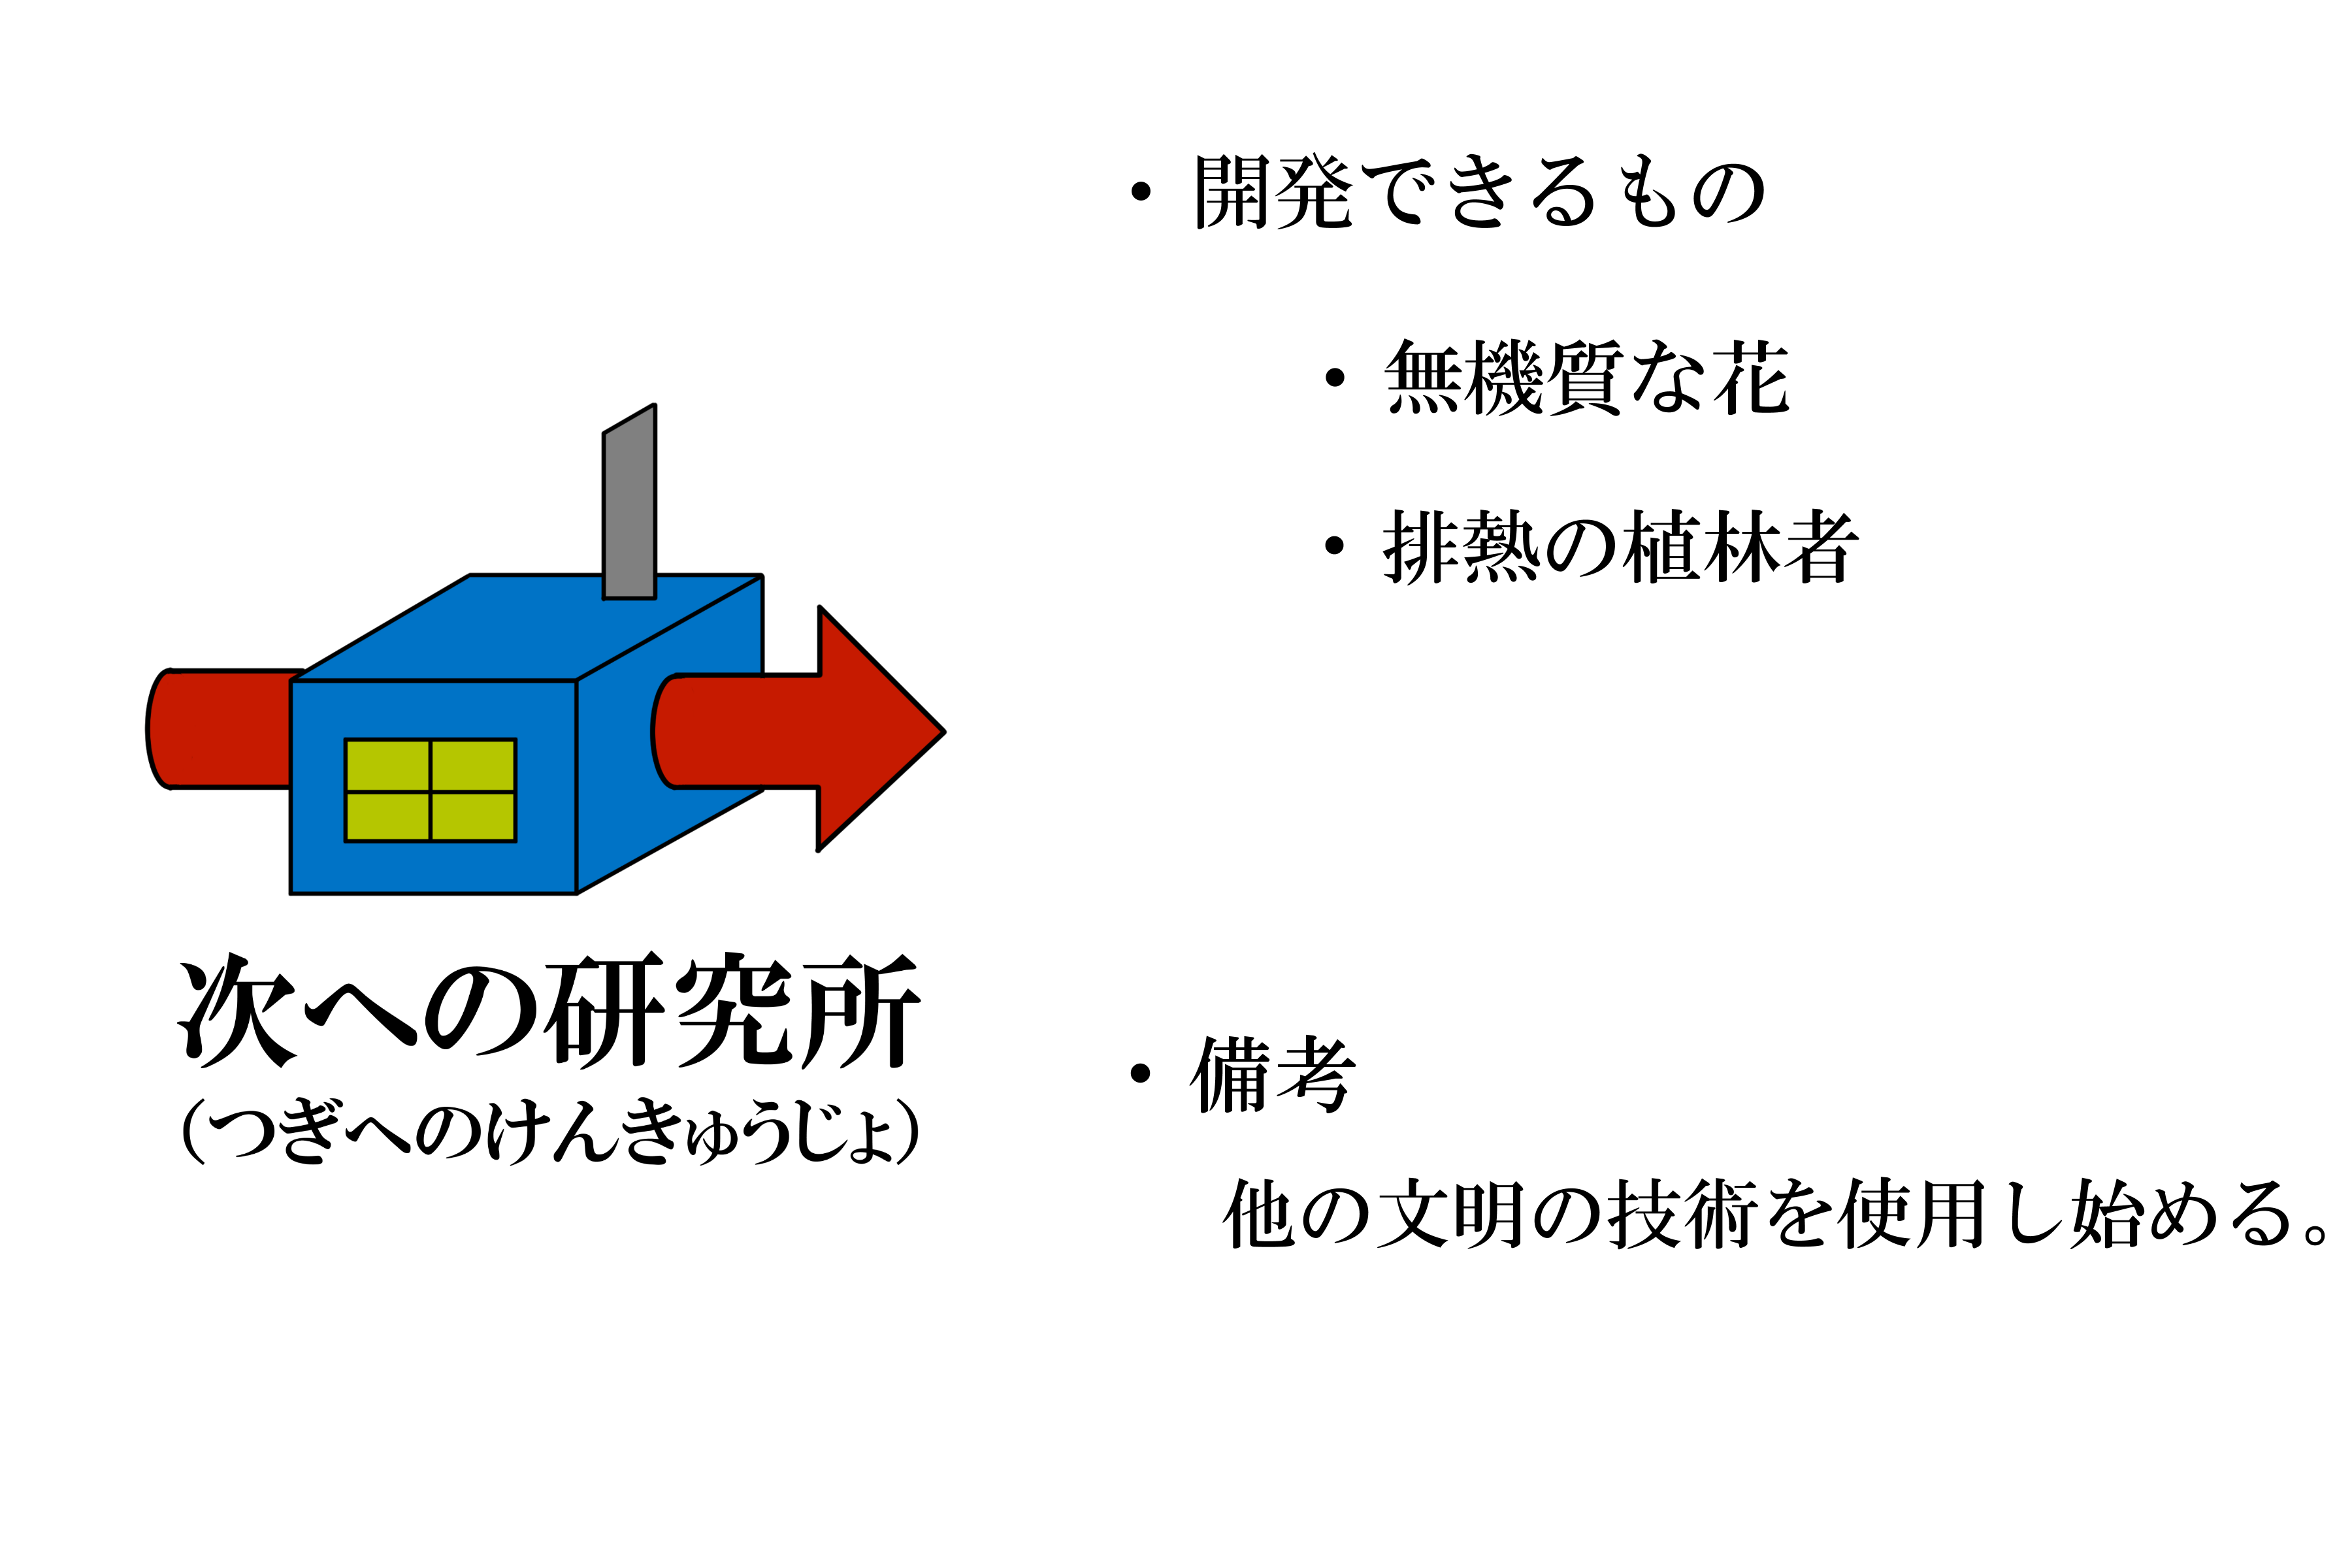 次への研究所
（つぎへのけんきゅうじょ）
• 開発できるもの
• 無機質な花
• 排熱の植林者
• 備考
他の文明の技術を使用し始める。